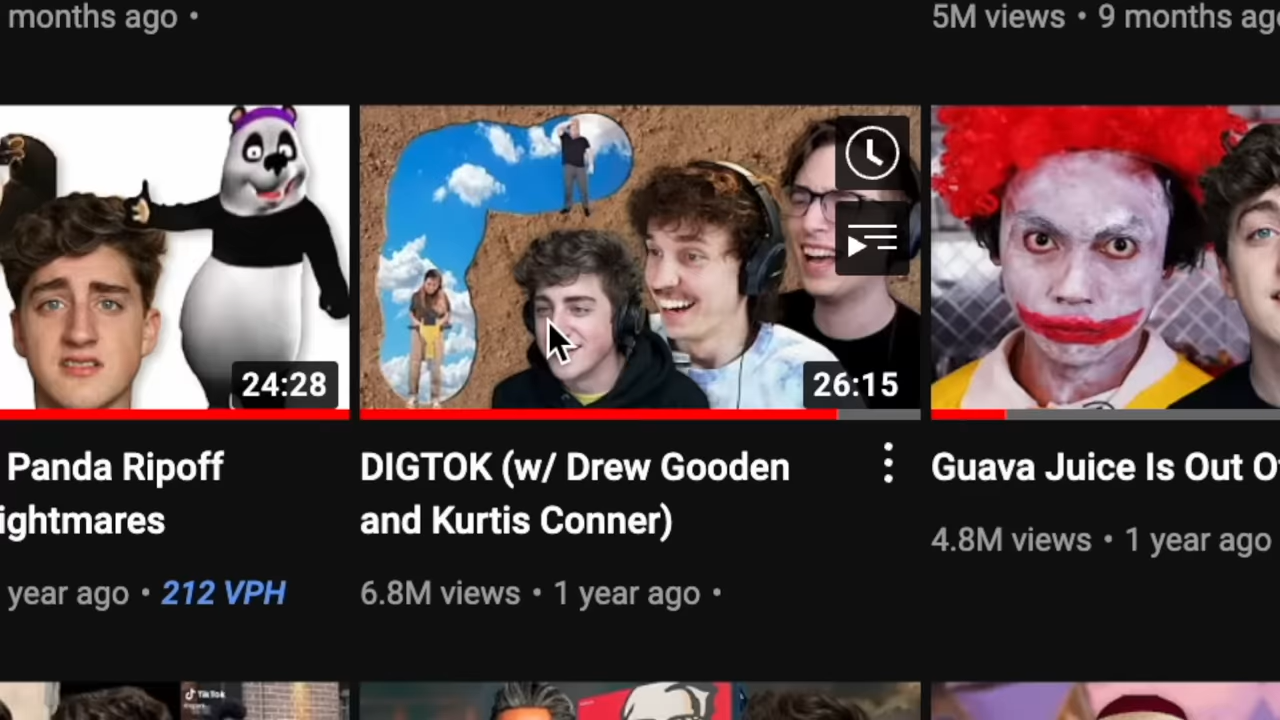 months ago •
5M views • 9 months ag
24:28
26:15
Panda Ripoff
ightmares
year ago • 212 VPH
DIGTOK (w/ Drew Gooden
and Kurtis Conner)
6.8M views • 1 year ago •
Guava Juice Is Out O
4.8M views • 1 year ago
TikTok